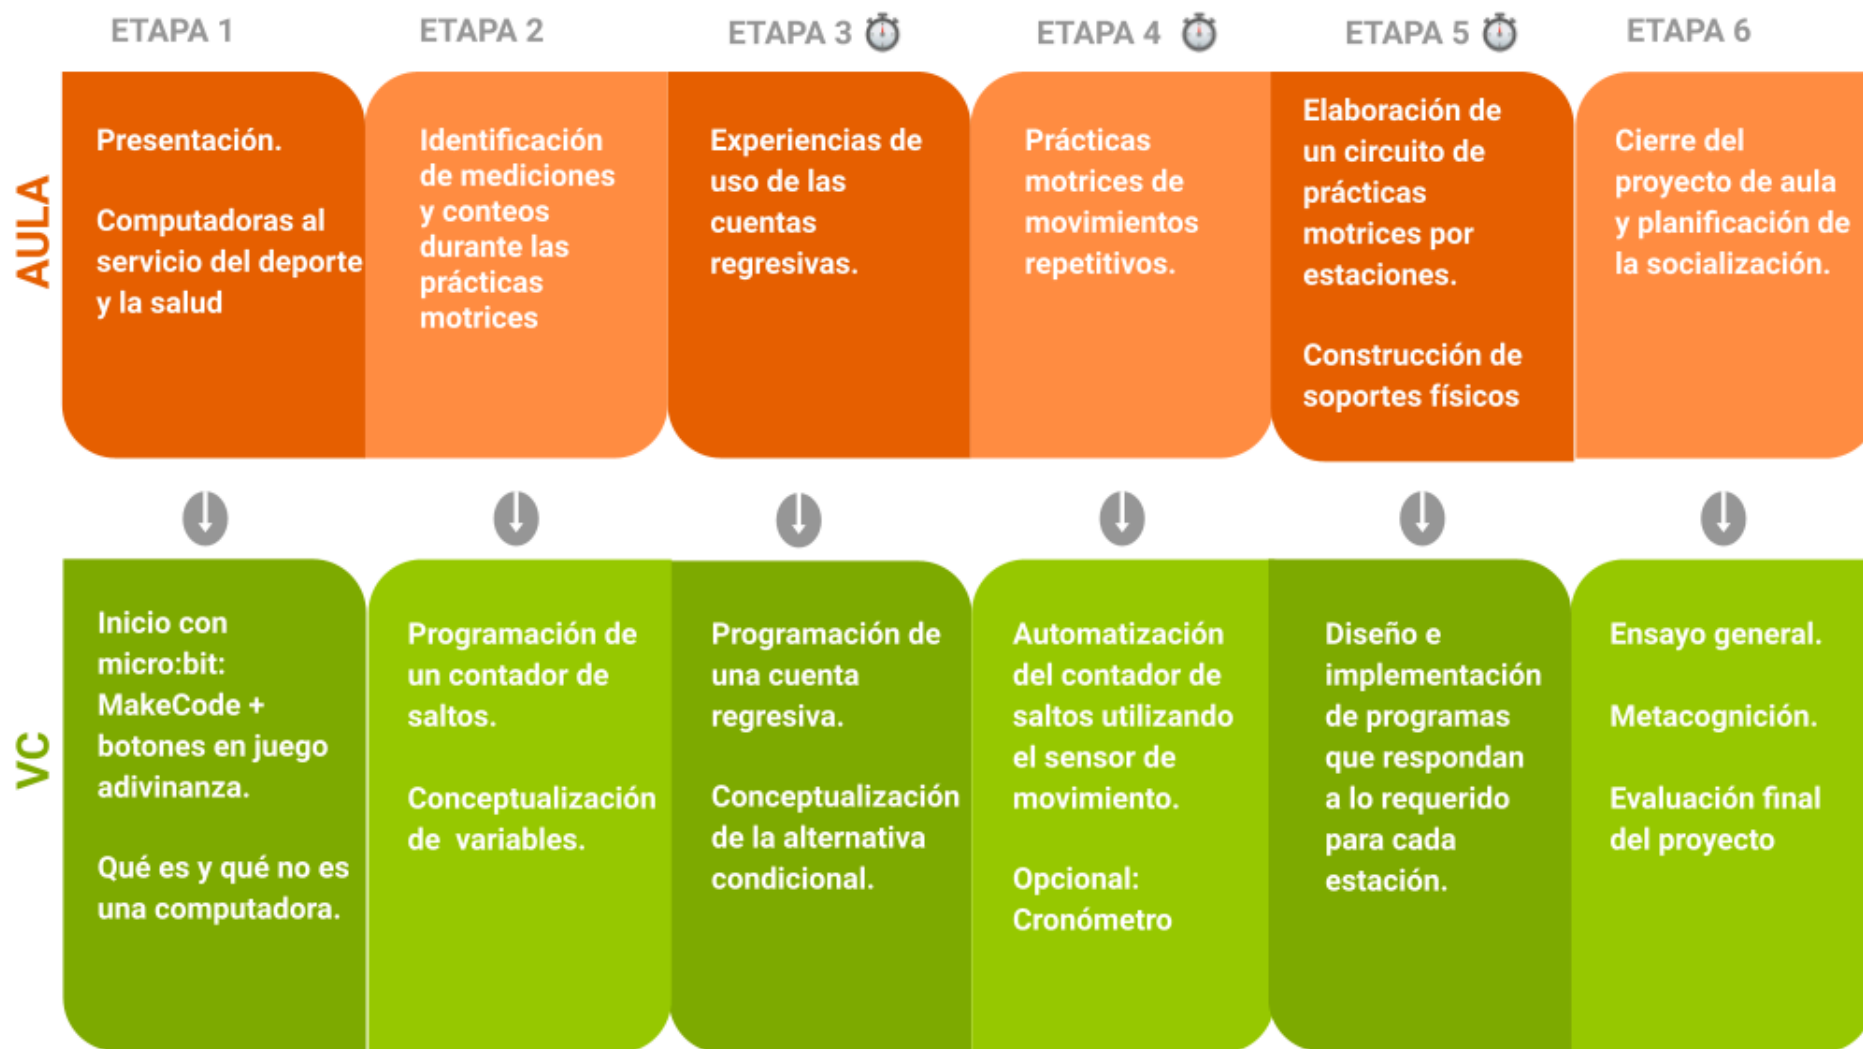 ETAPA 1
ETAPA 2
ETAPA 3
ETAPA 4
ETAPA 5
ETAPA 6
AULA
Presentación.
Computadoras al
servicio del deporte
y la salud
Identificación
de mediciones
y conteos
durante las
prácticas
motrices
Experiencias de
uso de las
cuentas
regresivas.
Prácticas
motrices de
movimientos
repetitivos.
Elaboración de
un circuito de
prácticas
motrices por
estaciones.
Construcción de
soportes físicos
Cierre del
proyecto de aula
y planificación de
la socialización.
VC
Inicio con
micro:bit:
MakeCode +
botones en juego
adivinanza.
Qué es y qué no es
una computadora.
Programación de
un contador de
saltos.
Conceptualización
de variables.
Programación de
una cuenta
regresiva.
Conceptualización
de la alternativa
condicional.
Automatización
del contador de
saltos utilizando
el sensor de
movimiento.
Opcional:
Cronómetro
Diseño e
implementación
de programas
que respondan
a lo requerido
para cada
estación.
Ensayo general.
Metacognición.
Evaluación final
del proyecto